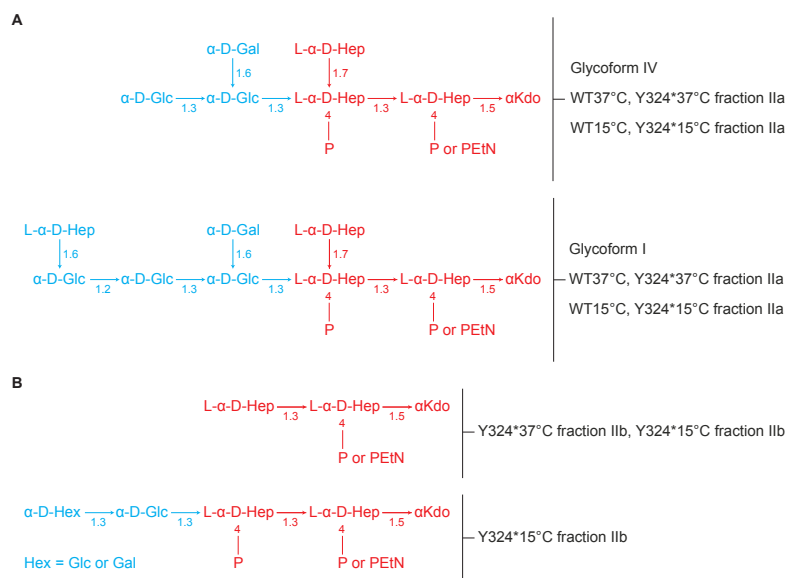 A
α-D-Gal L-α-D-Hep
1.6 1.7
α-D-Glc α-D-Glc L-α-D-Hep L-α-D-Hep αKdo
1.3 1.3 1.3 1.5
4 4
P P or PEtN
Glycoform IV
WT37°C, Y324*37°C fraction IIa
WT15°C, Y324*15°C fraction IIa
L-α-D-Hep α-D-Gal L-α-D-Hep
1.6 1.6 1.7
α-D-Glc α-D-Glc α-D-Glc L-α-D-Hep L-α-D-Hep αKdo
1.2 1.3 1.3 1.3 1.5
4 4
P P or PEtN
Glycoform I
WT37°C, Y324*37°C fraction IIa
WT15°C, Y324*15°C fraction IIa
B
L-α-D-Hep L-α-D-Hep αKdo
1.3 1.5
4
P or PEtN
Y324*37°C fraction IIb, Y324*15°C fraction IIb
α-D-Hex α-D-Glc L-α-D-Hep L-α-D-Hep αKdo
1.3 1.3 1.3 1.5
4 4
Hex = Glc or Gal P P or PEtN
Y324*15°C fraction IIb